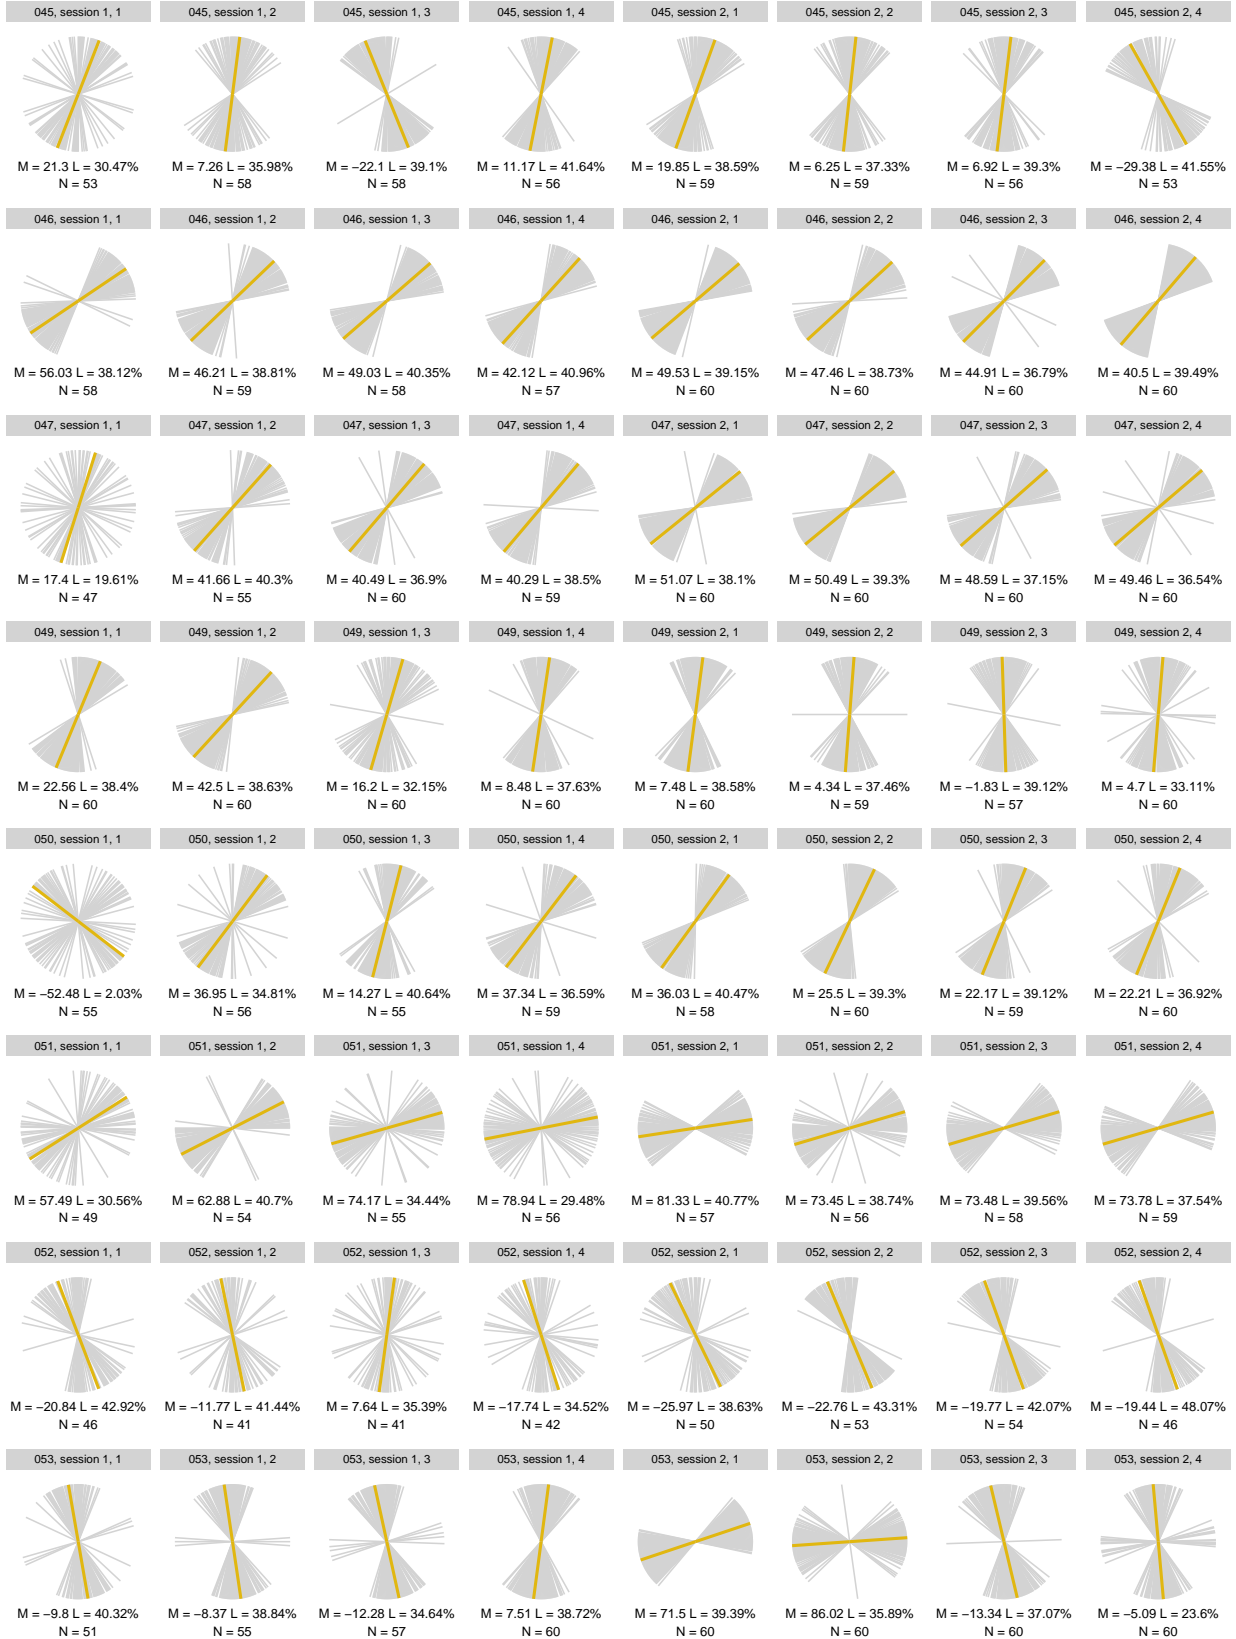 045, session 1, 1
045, session 1, 2
045, session 1, 3
045, session 1, 4
045, session 2, 1
045, session 2, 2
045, session 2, 3
045, session 2, 4
M = 21.3 L = 30.47%
N = 53
M = 7.26 L = 35.98%
N = 58
M = −22.1 L = 39.1%
N = 58
M = 11.17 L = 41.64%
N = 56
M = 19.85 L = 38.59%
N = 59
M = 6.25 L = 37.33%
N = 59
M = 6.92 L = 39.3%
N = 56
M = −29.38 L = 41.55%
N = 53
046, session 1, 1
046, session 1, 2
046, session 1, 3
046, session 1, 4
046, session 2, 1
046, session 2, 2
046, session 2, 3
046, session 2, 4
M = 56.03 L = 38.12%
N = 58
M = 46.21 L = 38.81%
N = 59
M = 49.03 L = 40.35%
N = 58
M = 42.12 L = 40.96%
N = 57
M = 49.53 L = 39.15%
N = 60
M = 47.46 L = 38.73%
N = 60
M = 44.91 L = 36.79%
N = 60
M = 40.5 L = 39.49%
N = 60
047, session 1, 1
047, session 1, 2
047, session 1, 3
047, session 1, 4
047, session 2, 1
047, session 2, 2
047, session 2, 3
047, session 2, 4
M = 17.4 L = 19.61%
N = 47
M = 41.66 L = 40.3%
N = 55
M = 40.49 L = 36.9%
N = 60
M = 40.29 L = 38.5%
N = 59
M = 51.07 L = 38.1%
N = 60
M = 50.49 L = 39.3%
N = 60
M = 48.59 L = 37.15%
N = 60
M = 49.46 L = 36.54%
N = 60
049, session 1, 1
049, session 1, 2
049, session 1, 3
049, session 1, 4
049, session 2, 1
049, session 2, 2
049, session 2, 3
049, session 2, 4
M = 22.56 L = 38.4%
N = 60
M = 42.5 L = 38.63%
N = 60
M = 16.2 L = 32.15%
N = 60
M = 8.48 L = 37.63%
N = 60
M = 7.48 L = 38.58%
N = 60
M = 4.34 L = 37.46%
N = 59
M = −1.83 L = 39.12%
N = 57
M = 4.7 L = 33.11%
N = 60
050, session 1, 1
050, session 1, 2
050, session 1, 3
050, session 1, 4
050, session 2, 1
050, session 2, 2
050, session 2, 3
050, session 2, 4
M = −52.48 L = 2.03%
N = 55
M = 36.95 L = 34.81%
N = 56
M = 14.27 L = 40.64%
N = 55
M = 37.34 L = 36.59%
N = 59
M = 36.03 L = 40.47%
N = 58
M = 25.5 L = 39.3%
N = 60
M = 22.17 L = 39.12%
N = 59
M = 22.21 L = 36.92%
N = 60
051, session 1, 1
051, session 1, 2
051, session 1, 3
051, session 1, 4
051, session 2, 1
051, session 2, 2
051, session 2, 3
051, session 2, 4
M = 57.49 L = 30.56%
N = 49
M = 62.88 L = 40.7%
N = 54
M = 74.17 L = 34.44%
N = 55
M = 78.94 L = 29.48%
N = 56
M = 81.33 L = 40.77%
N = 57
M = 73.45 L = 38.74%
N = 56
M = 73.48 L = 39.56%
N = 58
M = 73.78 L = 37.54%
N = 59
052, session 1, 1
052, session 1, 2
052, session 1, 3
052, session 1, 4
052, session 2, 1
052, session 2, 2
052, session 2, 3
052, session 2, 4
M = −20.84 L = 42.92%
N = 46
M = −11.77 L = 41.44%
N = 41
M = 7.64 L = 35.39%
N = 41
M = −17.74 L = 34.52%
N = 42
M = −25.97 L = 38.63%
N = 50
M = −22.76 L = 43.31%
N = 53
M = −19.77 L = 42.07%
N = 54
M = −19.44 L = 48.07%
N = 46
053, session 1, 1
053, session 1, 2
053, session 1, 3
053, session 1, 4
053, session 2, 1
053, session 2, 2
053, session 2, 3
053, session 2, 4
M = −9.8 L = 40.32%
N = 51
M = −8.37 L = 38.84%
N = 55
M = −12.28 L = 34.64%
N = 57
M = 7.51 L = 38.72%
N = 60
M = 71.5 L = 39.39%
N = 60
M = 86.02 L = 35.89%
N = 60
M = −13.34 L = 37.07%
N = 60
M = −5.09 L = 23.6%
N = 60